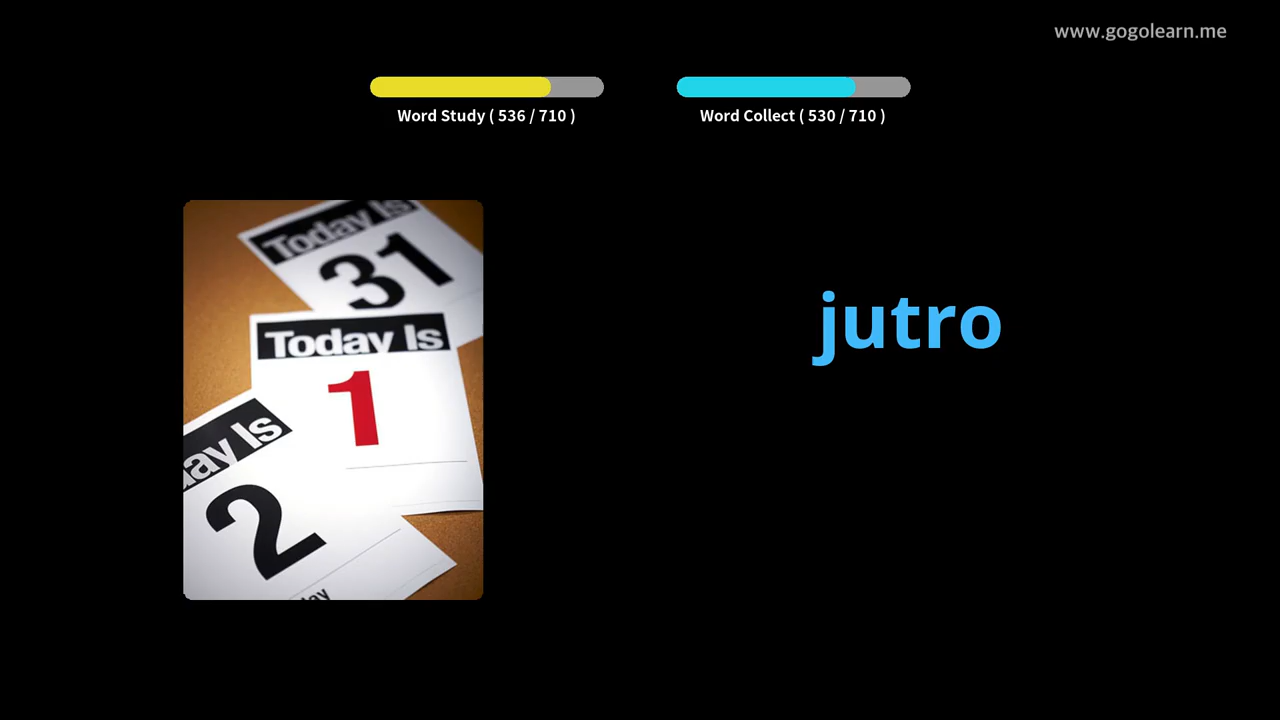 www.gogolearn.me
Word Study ( 536 / 710 )
Word Collect ( 530 / 710 )
Today Is
31
Today Is
1
jutro
ay Is
2